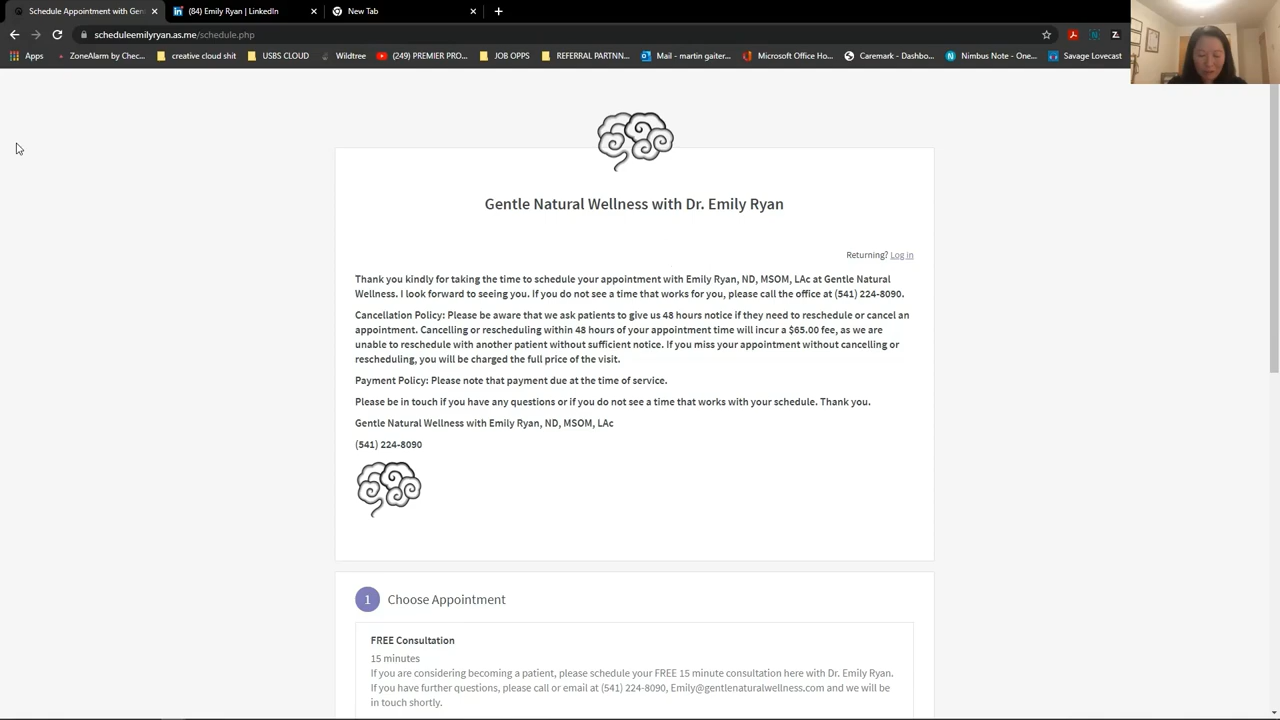 Schedule Appointment with Gen
(84) Emily Ryan | LinkedIn
New Tab
scheduleemilyryan.as.me/schedule.php
Apps
ZoneAlarm by Chec...
creative cloud shit
USBS CLOUD
Wildtree
(249) PREMIER PRO...
JOB OPPS
REFERRAL PARTNN...
Mail - martin gaiter...
Microsoft Office Ho...
Caremark - Dashbo...
Nimbus Note - One...
Savage Lovecast
Gentle Natural Wellness with Dr. Emily Ryan
Returning? Log in
Thank you kindly for taking the time to schedule your appointment with Emily Ryan, ND, MSOM, LAc at Gentle Natural
Wellness. I look forward to seeing you. If you do not see a time that works for you, please call the office at (541) 224-8090.
Cancellation Policy: Please be aware that we ask patients to give us 48 hours notice if they need to reschedule or cancel an
appointment. Cancelling or rescheduling within 48 hours of your appointment time will incur a $65.00 fee, as we are
unable to reschedule with another patient without sufficient notice. If you miss your appointment without cancelling or
rescheduling, you will be charged the full price of the visit.
Payment Policy: Please note that payment due at the time of service.
Please be in touch if you have any questions or if you do not see a time that works with your schedule. Thank you.
Gentle Natural Wellness with Emily Ryan, ND, MSOM, LAc
(541) 224-8090
1 Choose Appointment
FREE Consultation
15 minutes
If you are considering becoming a patient, please schedule your FREE 15 minute consultation here with Dr. Emily Ryan.
If you have further questions, please call or email at (541) 224-8090, Emily@gentlenaturalwellness.com and we will be
in touch shortly.